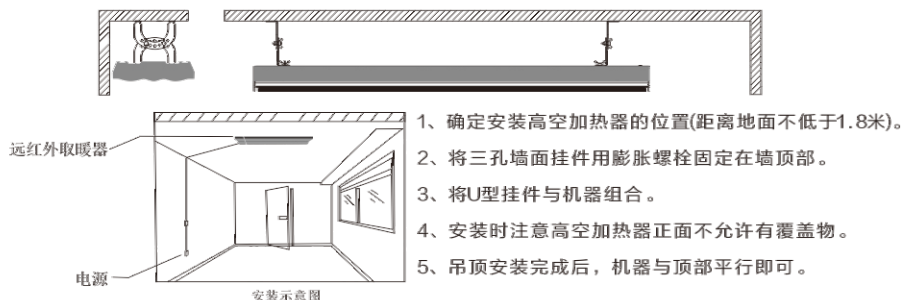 1、确定安装高空加热器的位置(距离地面不低于1.8米)。
远红外取暖器
2、将三孔墙面挂件用膨胀螺栓固定在墙顶部。
3、将U型挂件与机器组合。
4、安装时注意高空加热器正面不允许有覆盖物。
电源
5、吊顶安装完成后，机器与顶部平行即可。
安装示意图